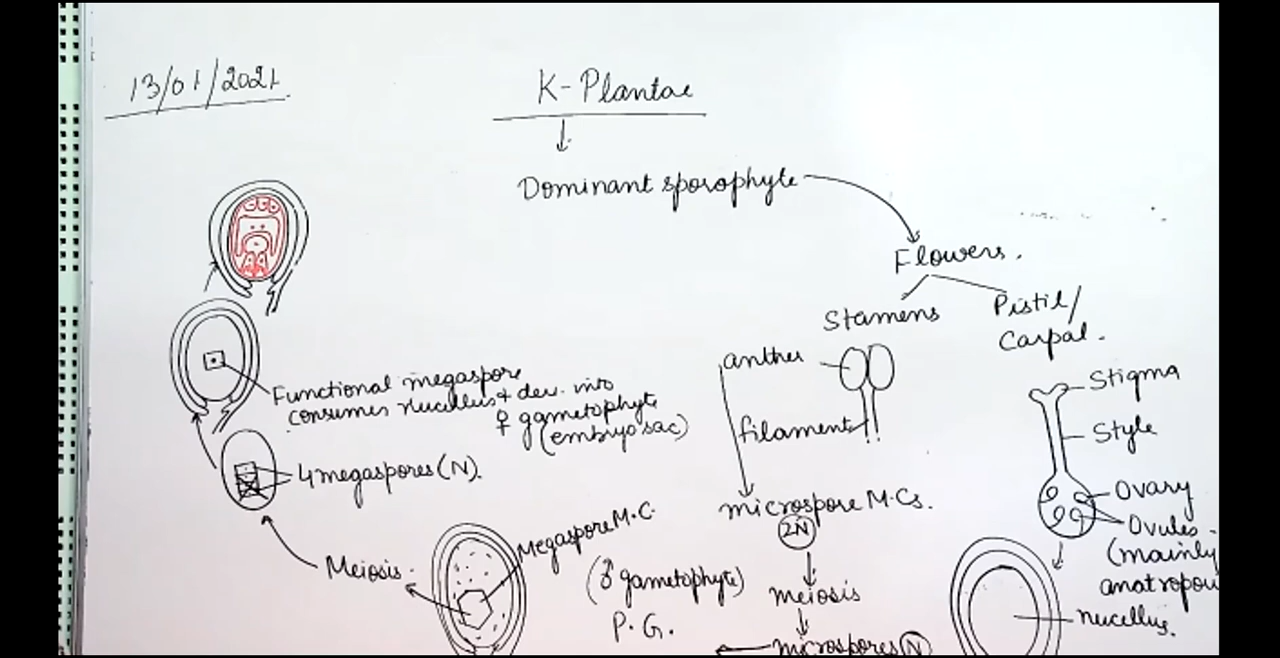 13/01/2021
K-Plantae
Dominant sporophyte
Flowers.
Stamens
Pistil/
Carpal.
anther
filament
Stigma
Style
Ovary
Ovules.
(mainly
anatropou
nucellus.
microspore M.Cs.
2N
meiosis
microspores (N)
(♂ gametophyte)
P.G.
Megaspore M.C.
Meiosis.
4 megaspores (N).
Functional megaspore
consumes nucellus & dev. into
♀ gametophyte
(embryo sac)